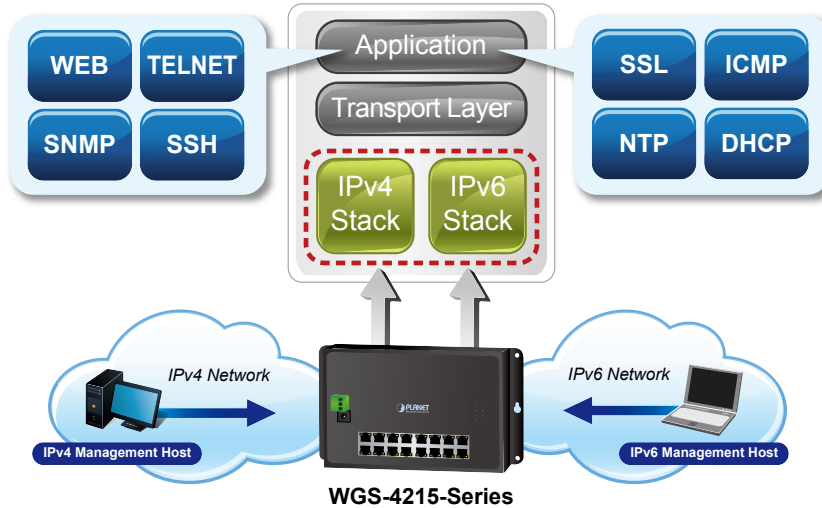 WEB
TELNET
SNMP
SSH
Application
Transport Layer
IPv4
Stack
IPv6
Stack
SSL
ICMP
NTP
DHCP
IPv4 Network
IPv4 Management Host
PLANET
IPv6 Network
IPv6 Management Host
WGS-4215-Series